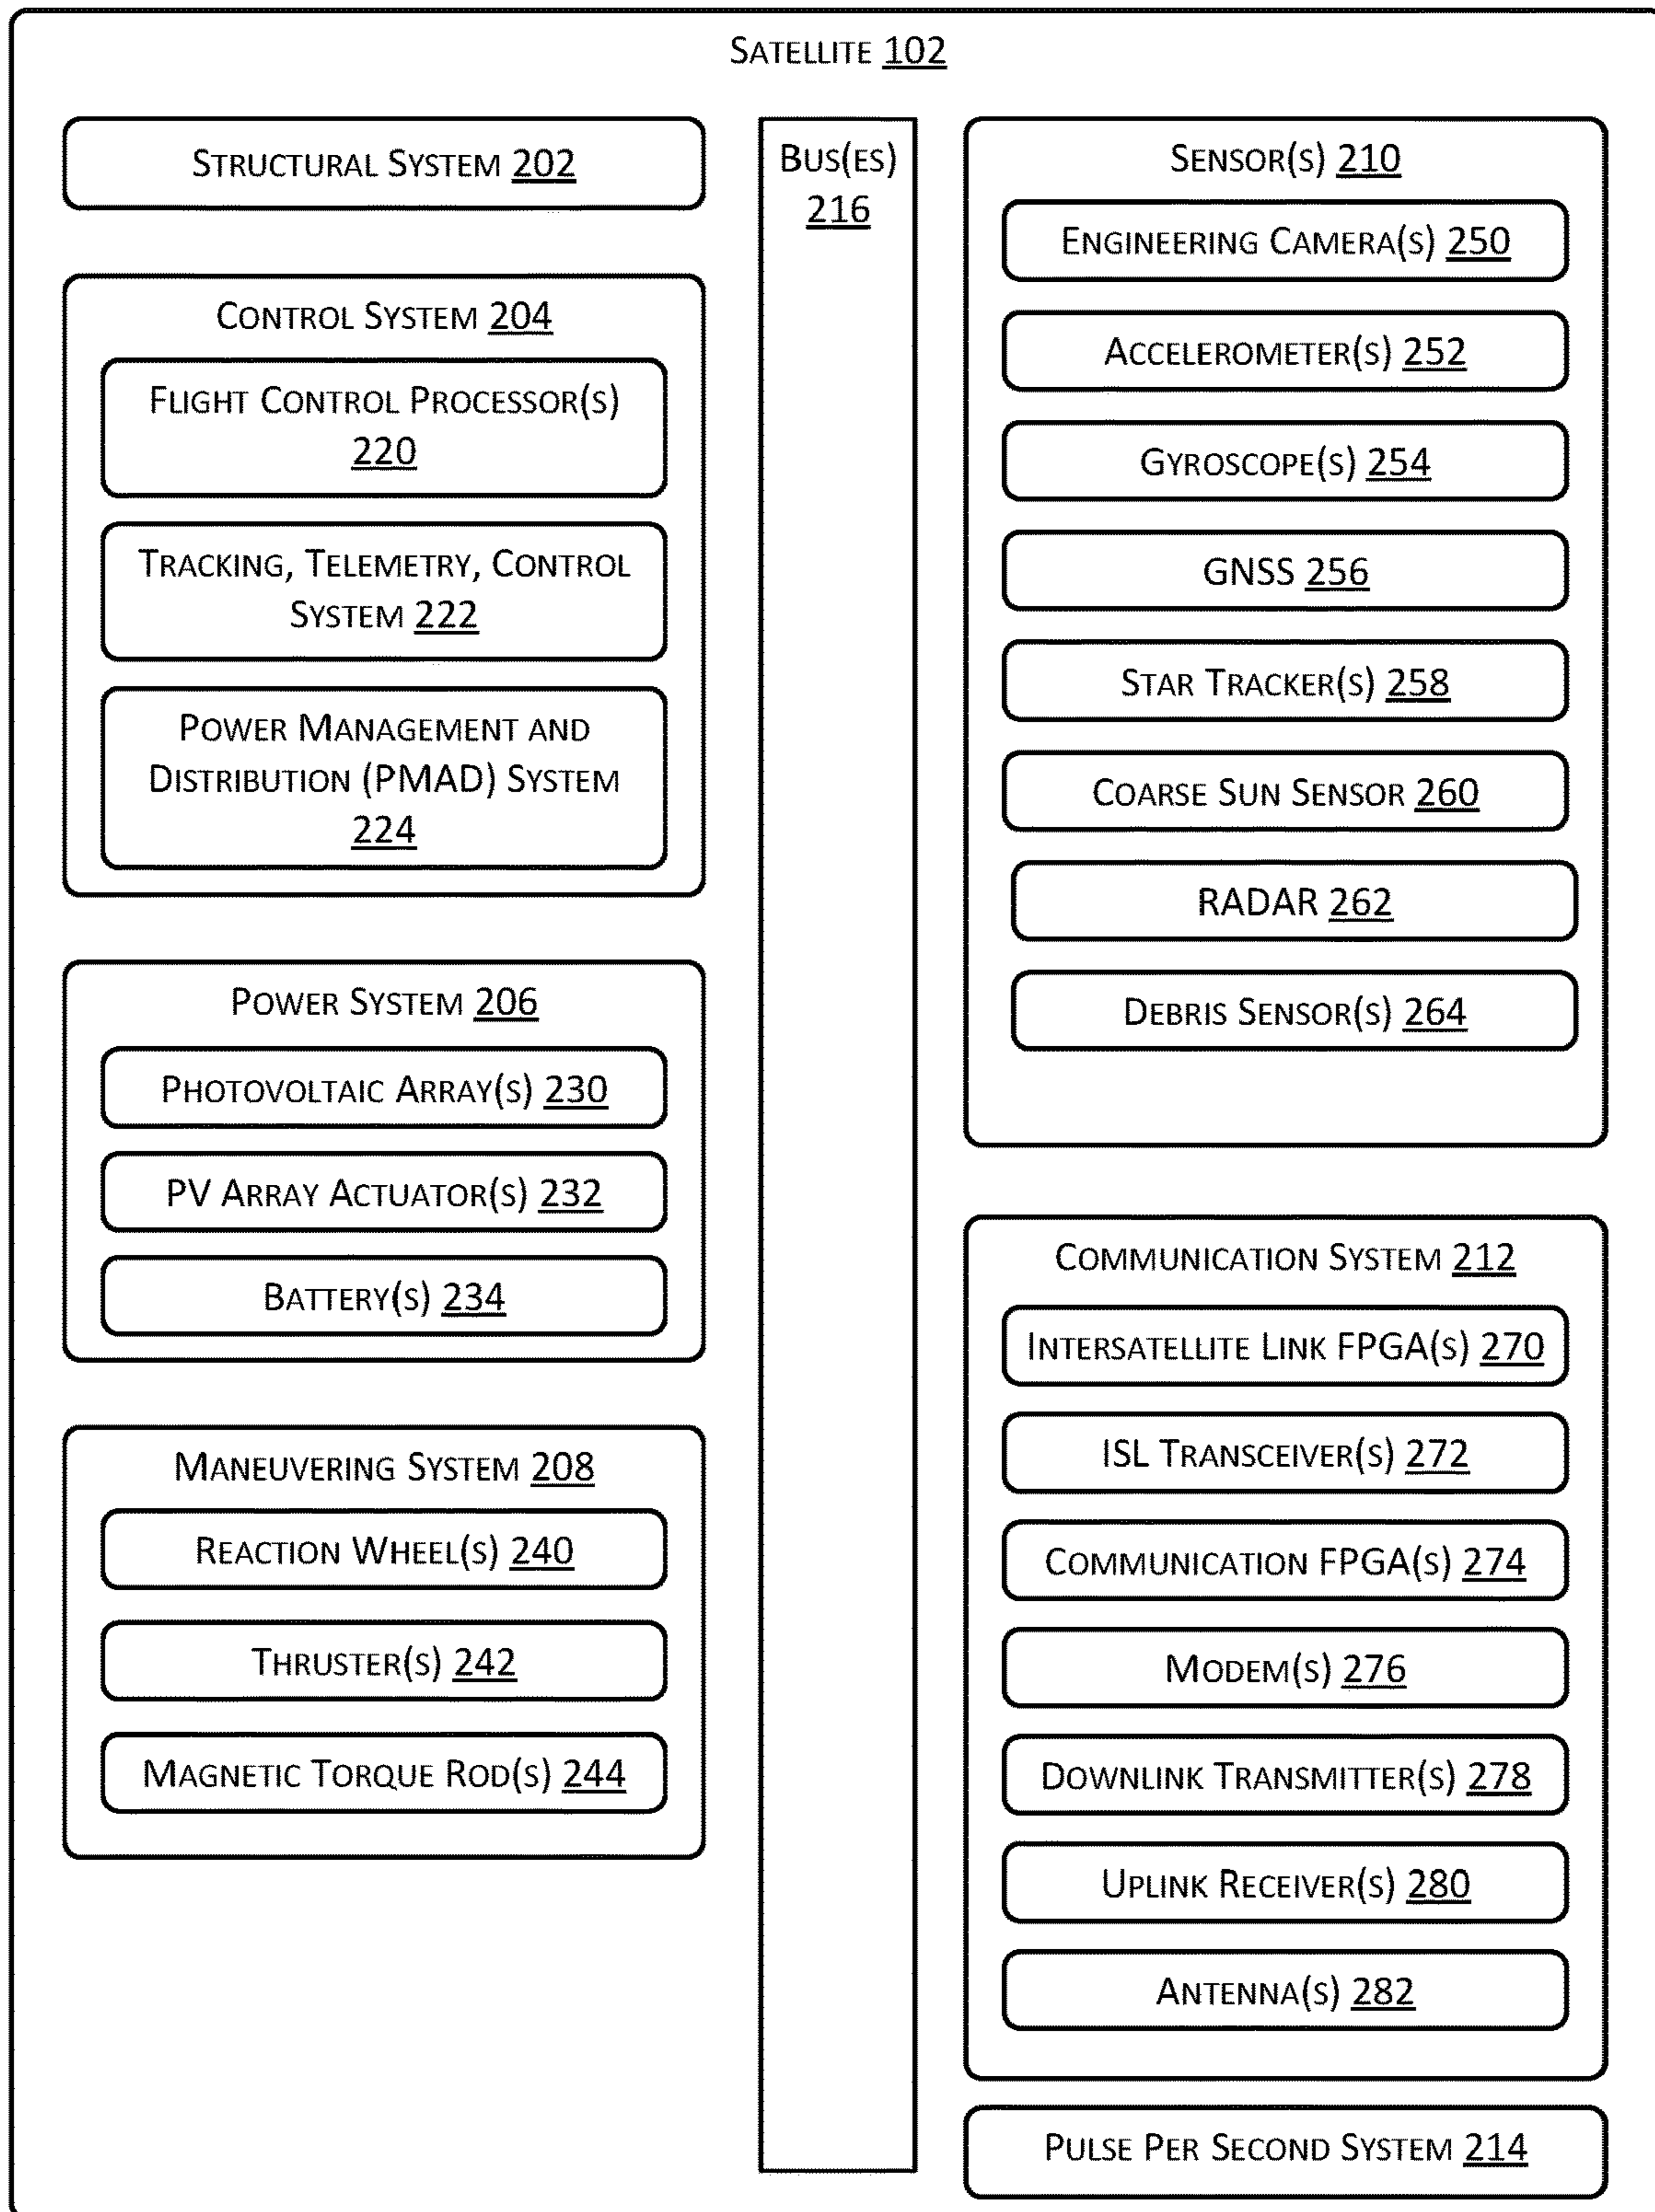 Satellite 102
Structural System 202
Control System 204
Flight Control Processor(s)
220
Tracking, Telemetry, Control
System 222
Power Management and
Distribution (PMAD) System
224
Power System 206
Photovoltaic Array(s) 230
PV Array Actuator(s) 232
Battery(s) 234
Maneuvering System 208
Reaction Wheel(s) 240
Thruster(s) 242
Magnetic Torque Rod(s) 244
Bus(es)
216
Sensor(s) 210
Engineering Camera(s) 250
Accelerometer(s) 252
Gyroscope(s) 254
GNSS 256
Star Tracker(s) 258
Coarse Sun Sensor 260
RADAR 262
Debris Sensor(s) 264
Communication System 212
Intersatellite Link FPGA(s) 270
ISL Transceiver(s) 272
Communication FPGA(s) 274
Modem(s) 276
Downlink Transmitter(s) 278
Uplink Receiver(s) 280
Antenna(s) 282
Pulse Per Second System 214